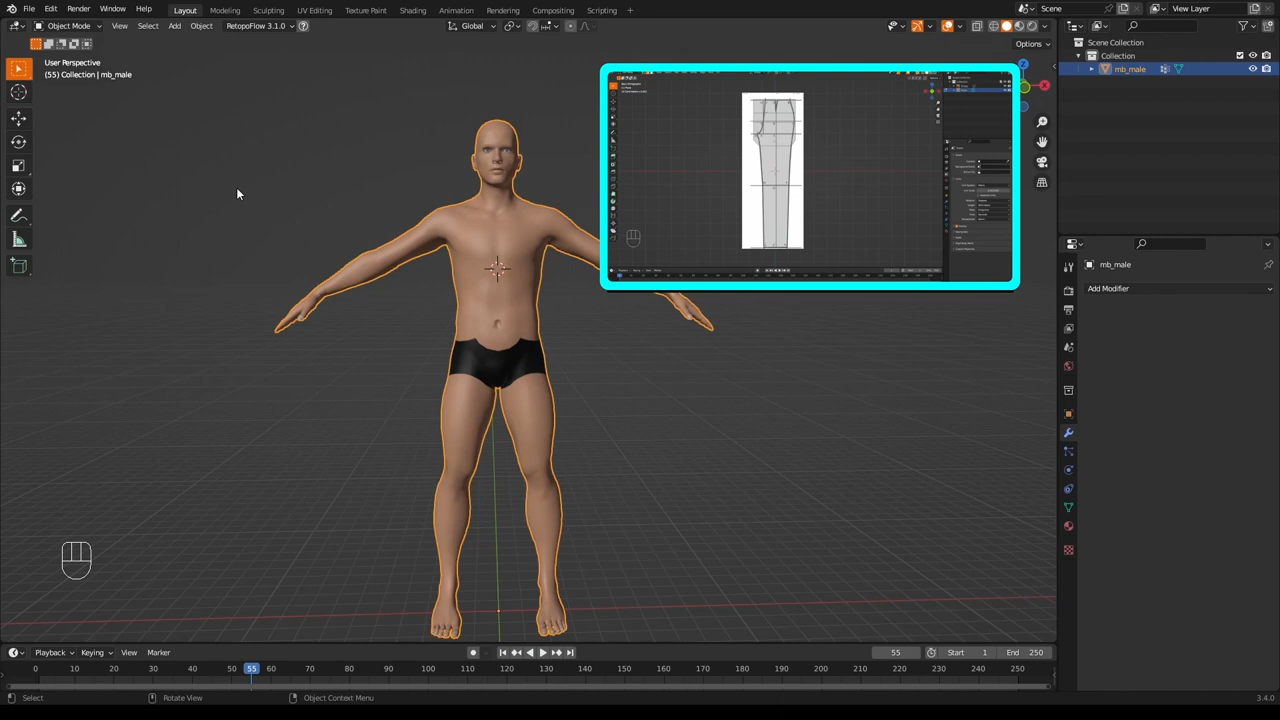 File Edit Render Window Help Layout Modeling Sculpting UV Editing Texture Paint Shading Animation Rendering Compositing Geometry Nodes Scripting + Scene View Layer
Object Mode View Select Add Object RetopoFlow 3.1.0 Global
Options
User Perspective
(55) Collection | mb_male
Scene Collection
Collection
mb_male
mb_male
Add Modifier
Playback Keying View Marker 55 Start 1 End 250
0 10 20 30 40 50 55 60 70 80 90 100 110 120 130 140 150 160 170 180 190 200 210 220 230 240 250
Select Rotate View Object Context Menu 3.4.0